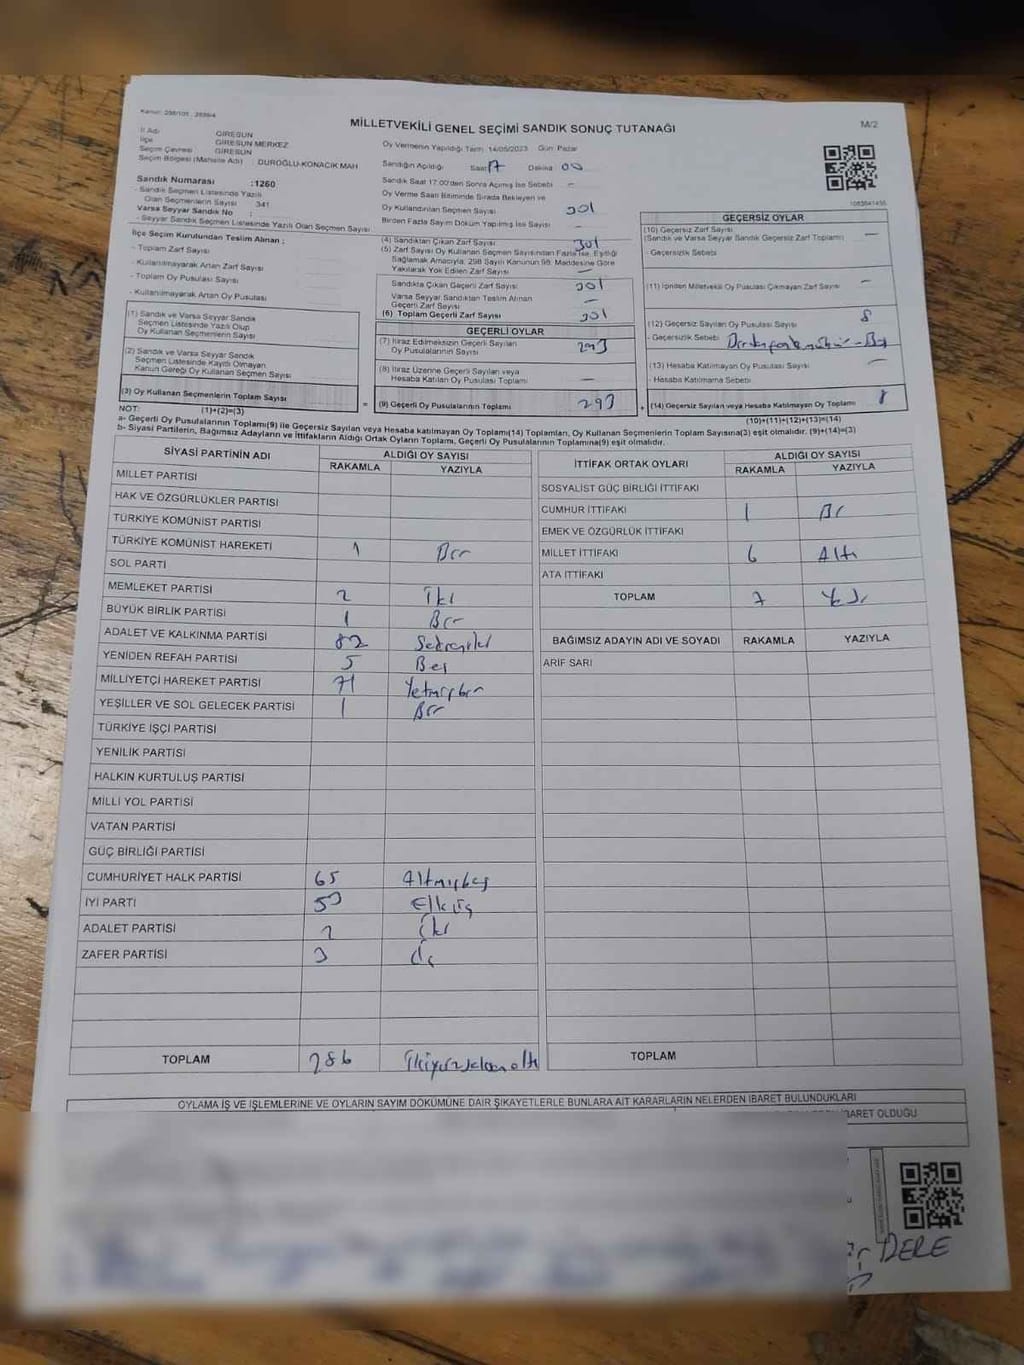 Kanun: 298/105 , 2839/4
MİLLETVEKİLİ GENEL SEÇİMİ SANDIK SONUÇ TUTANAĞI
M/2
İl Adı GİRESUN
İlçe GİRESUN MERKEZ
Seçim Çevresi GİRESUN
Seçim Bölgesi (Mahalle Adı) DUROĞLU-KONACIK MAH
Sandık Numarası :1260
- Sandık Seçmen Listesinde Yazılı
Olan Seçmenlerin Sayısı 341
Varsa Seyyar Sandık No :
- Seyyar Sandık Seçmen Listesinde Yazılı Olan Seçmen Sayısı
İlçe Seçim Kurulundan Teslim Alınan ;
- Toplam Zarf Sayısı
- Kullanılmayarak Artan Zarf Sayısı
- Toplam Oy Pusulası Sayısı
- Kullanılmayarak Artan Oy Pusulası
(1) Sandık ve Varsa Seyyar Sandık
Seçmen Listesinde Yazılı Olup
Oy Kullanan Seçmenlerin Sayısı
(2) Sandık ve Varsa Seyyar Sandık
Seçmen Listesinde Kayıtlı Olmayan
Kanun Gereği Oy Kullanan Seçmen Sayısı
(3) Oy Kullanan Seçmenlerin Toplam Sayısı
Oy Vermenin Yapıldığı Tarih 14/05/2023 Gün: Pazar
Sandığın Açıldığı Saat 17 Dakika 00
Sandık Saat 17:00'den Sonra Açılmış İse Sebebi -
Oy Verme Saati Bitiminde Sırada Bekleyen ve
Oy Kullandırılan Seçmen Sayısı 301
Birden Fazla Sayım Döküm Yapılmış İse Sayısı -
(4) Sandıktan Çıkan Zarf Sayısı 301
(5) Zarf Sayısı Oy Kullanan Seçmen Sayısından Fazla İse, Eşitliği
Sağlamak Amacıyla, 298 Sayılı Kanunun 98. Maddesine Göre
Yakılarak Yok Edilen Zarf Sayısı -
Sandıkta Çıkan Geçerli Zarf Sayısı 301
Varsa Seyyar Sandıktan Teslim Alınan
Geçerli Zarf Sayısı -
(6) Toplam Geçerli Zarf Sayısı 301
GEÇERLİ OYLAR
(7) İtiraz Edilmeksizin Geçerli Sayılan
Oy Pusulalarının Sayısı 293
(8) İtiraz Üzerine Geçerli Sayılan veya
Hesaba Katılan Oy Pusulası Toplamı -
= (9) Geçerli Oy Pusulalarının Toplamı 293
1083841455
GEÇERSİZ OYLAR
(10) Geçersiz Zarf Sayısı -
(Sandık ve Varsa Seyyar Sandık Geçersiz Zarf Toplamı)
- Geçersizlik Sebebi
(11) İçinden Milletvekili Oy Pusulası Çıkmayan Zarf Sayısı -
(12) Geçersiz Sayılan Oy Pusulası Sayısı 8
- Geçersizlik Sebebi
(13) Hesaba Katılmayan Oy Pusulası Sayısı -
- Hesaba Katılmama Sebebi
+ (14) Geçersiz Sayılan veya Hesaba Katılmayan Oy Toplamı 8
NOT: (1)+(2)=(3)
(10)+(11)+(12)+(13)=(14)
a- Geçerli Oy Pusulalarının Toplamı(9) ile Geçersiz Sayılan veya Hesaba Katılmayan Oy Toplamı(14) Toplamları, Oy Kullanan Seçmenlerin Toplam Sayısına(3) eşit olmalıdır. (9)+(14)=(3)
b- Siyasi Partilerin, Bağımsız Adayların ve İttifakların Aldığı Ortak Oyların Toplamı, Geçerli Oy Pusulalarının Toplamına(9) eşit olmalıdır.
SİYASİ PARTİNİN ADI ALDIĞI OY SAYISI
RAKAMLA YAZIYLA
MİLLET PARTİSİ
HAK VE ÖZGÜRLÜKLER PARTİSİ
TÜRKİYE KOMÜNİST PARTİSİ
TÜRKİYE KOMÜNİST HAREKETİ 1 Bir
SOL PARTİ
MEMLEKET PARTİSİ 2 İki
BÜYÜK BİRLİK PARTİSİ 1 Bir
ADALET VE KALKINMA PARTİSİ 82 Sekseniki
YENİDEN REFAH PARTİSİ 5 Beş
MİLLİYETÇİ HAREKET PARTİSİ 71 Yetmişbir
YEŞİLLER VE SOL GELECEK PARTİSİ 1 Bir
TÜRKİYE İŞÇİ PARTİSİ
YENİLİK PARTİSİ
HALKIN KURTULUŞ PARTİSİ
MİLLİ YOL PARTİSİ
VATAN PARTİSİ
GÜÇ BİRLİĞİ PARTİSİ
CUMHURİYET HALK PARTİSİ 65 Altmışbeş
İYİ PARTİ 53 Elliüç
ADALET PARTİSİ 2 İki
ZAFER PARTİSİ 3 Üç
TOPLAM 286 ikiyüzseksenaltı
İTTİFAK ORTAK OYLARI ALDIĞI OY SAYISI
RAKAMLA YAZIYLA
SOSYALİST GÜÇ BİRLİĞİ İTTİFAKI
CUMHUR İTTİFAKI 1 Bir
EMEK VE ÖZGÜRLÜK İTTİFAKI
MİLLET İTTİFAKI 6 Altı
ATA İTTİFAKI
TOPLAM 7 Yedi
BAĞIMSIZ ADAYIN ADI VE SOYADI RAKAMLA YAZIYLA
ARİF SARI
TOPLAM
OYLAMA İŞ VE İŞLEMLERİNE VE OYLARIN SAYIM DÖKÜMÜNE DAİR ŞİKAYETLERLE BUNLARA AİT KARARLARIN NELERDEN İBARET BULUNDUKLARI
BARET OLDUĞU
DERE